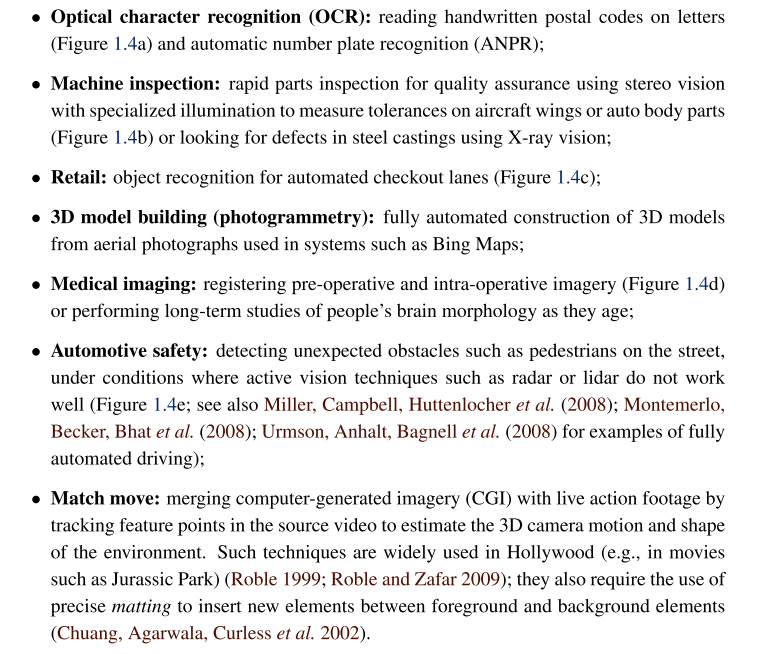 • Optical character recognition (OCR): reading handwritten postal codes on letters
(Figure 1.4a) and automatic number plate recognition (ANPR);
• Machine inspection: rapid parts inspection for quality assurance using stereo vision
with specialized illumination to measure tolerances on aircraft wings or auto body parts
(Figure 1.4b) or looking for defects in steel castings using X-ray vision;
• Retail: object recognition for automated checkout lanes (Figure 1.4c);
• 3D model building (photogrammetry): fully automated construction of 3D models
from aerial photographs used in systems such as Bing Maps;
• Medical imaging: registering pre-operative and intra-operative imagery (Figure 1.4d)
or performing long-term studies of people’s brain morphology as they age;
• Automotive safety: detecting unexpected obstacles such as pedestrians on the street,
under conditions where active vision techniques such as radar or lidar do not work
well (Figure 1.4e; see also Miller, Campbell, Huttenlocher et al. (2008); Montemerlo,
Becker, Bhat et al. (2008); Urmson, Anhalt, Bagnell et al. (2008) for examples of fully
automated driving);
• Match move: merging computer-generated imagery (CGI) with live action footage by
tracking feature points in the source video to estimate the 3D camera motion and shape
of the environment. Such techniques are widely used in Hollywood (e.g., in movies
such as Jurassic Park) (Roble 1999; Roble and Zafar 2009); they also require the use of
precise matting to insert new elements between foreground and background elements
(Chuang, Agarwala, Curless et al. 2002).